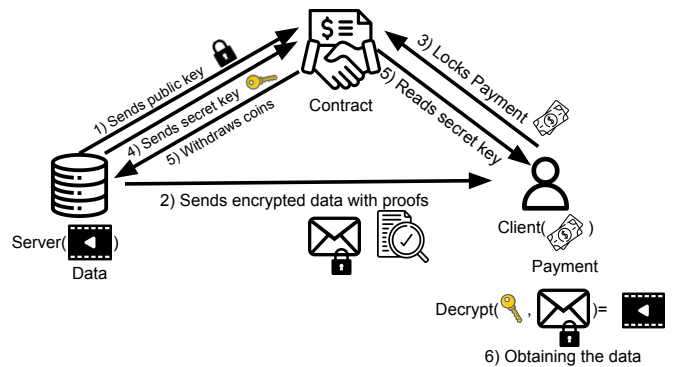 Contract
1) Sends public key
4) Sends secret key
5) Withdraws coins
3) Locks Payment
5) Reads secret key
2) Sends encrypted data with proofs
Server( )
Data
Client( )
Payment
Decrypt( , )=
6) Obtaining the data